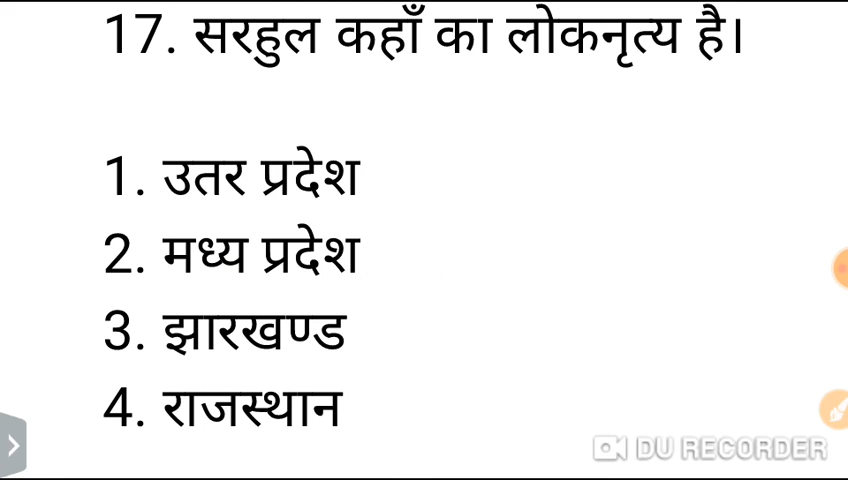 17. सरहुल कहाँ का लोकनृत्य है।
1. उतर प्रदेश
2. मध्य प्रदेश
3. झारखण्ड
4. राजस्थान
DU RECORDER